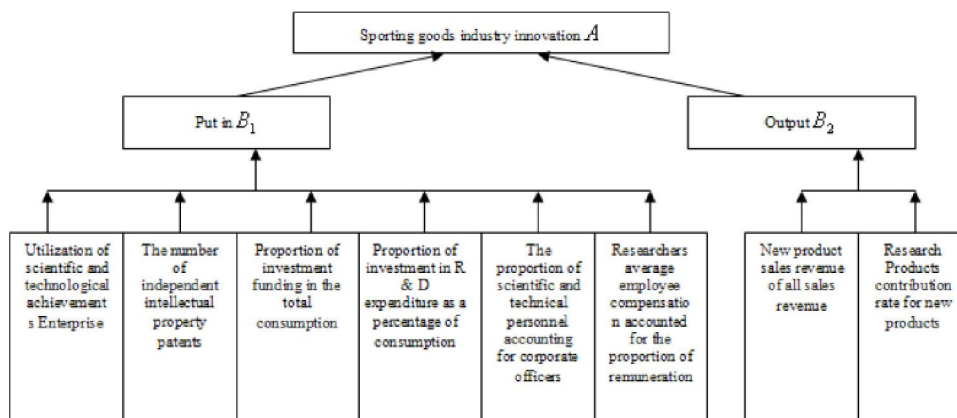 Sporting goods industry innovation A
Put in B1
Output B2
Utilization of
scientific and
technological
achievement
s Enterprise
The number
of
independent
intellectual
property
patents
Proportion of
investment
funding in the
total
consumption
Proportion of
investment in R
& D
expenditure as a
percentage of
consumption
The
proportion of
scientific and
technical
personnel
accounting
for corporate
officers
Researchers
average
employee
compensatio
n accounted
for the
proportion of
remuneration
New product
sales revenue
of all sales
revenue
Research
Products
contribution
rate for new
products